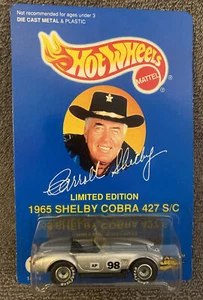 Not recommended for ages under 3
DIE CAST METAL & PLASTIC
Hot Wheels
MATTEL
Carroll Shelby
LIMITED EDITION
1965 SHELBY COBRA 427 S/C
98